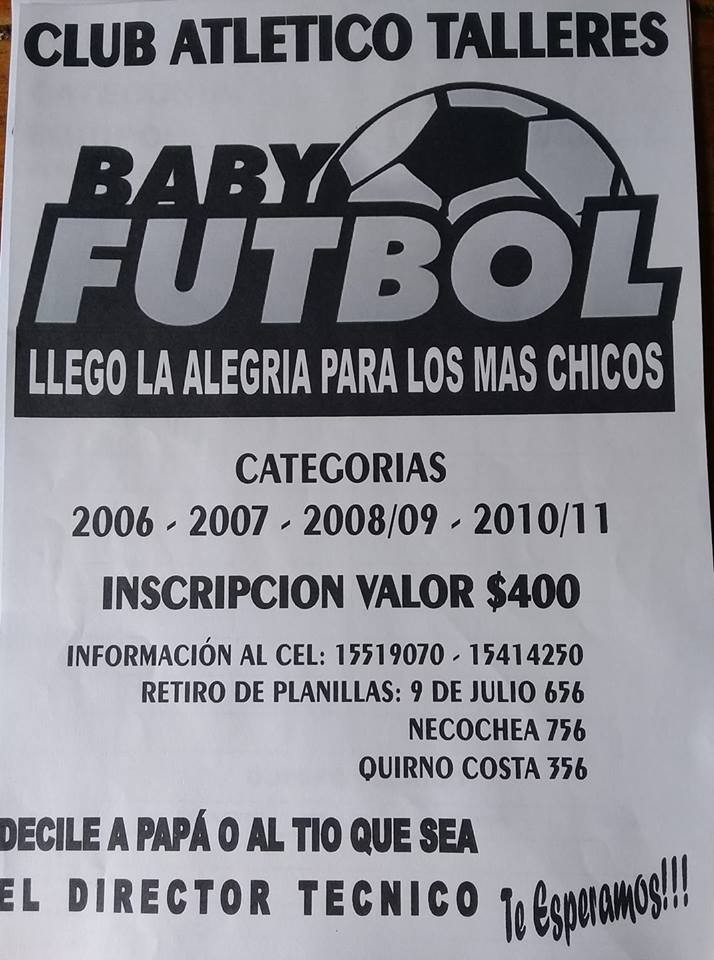 CLUB ATLETICO TALLERES
BABY
FUTBOL
LLEGO LA ALEGRIA PARA LOS MAS CHICOS
CATEGORIAS
2006 - 2007 - 2008/09 - 2010/11
INSCRIPCION VALOR $400
INFORMACIÓN AL CEL: 15519070 - 15414250
RETIRO DE PLANILLAS: 9 DE JULIO 656
NECOCHEA 756
QUIRNO COSTA 356
DECILE A PAPÁ O AL TIO QUE SEA
EL DIRECTOR TECNICO Te Esperamos!!!